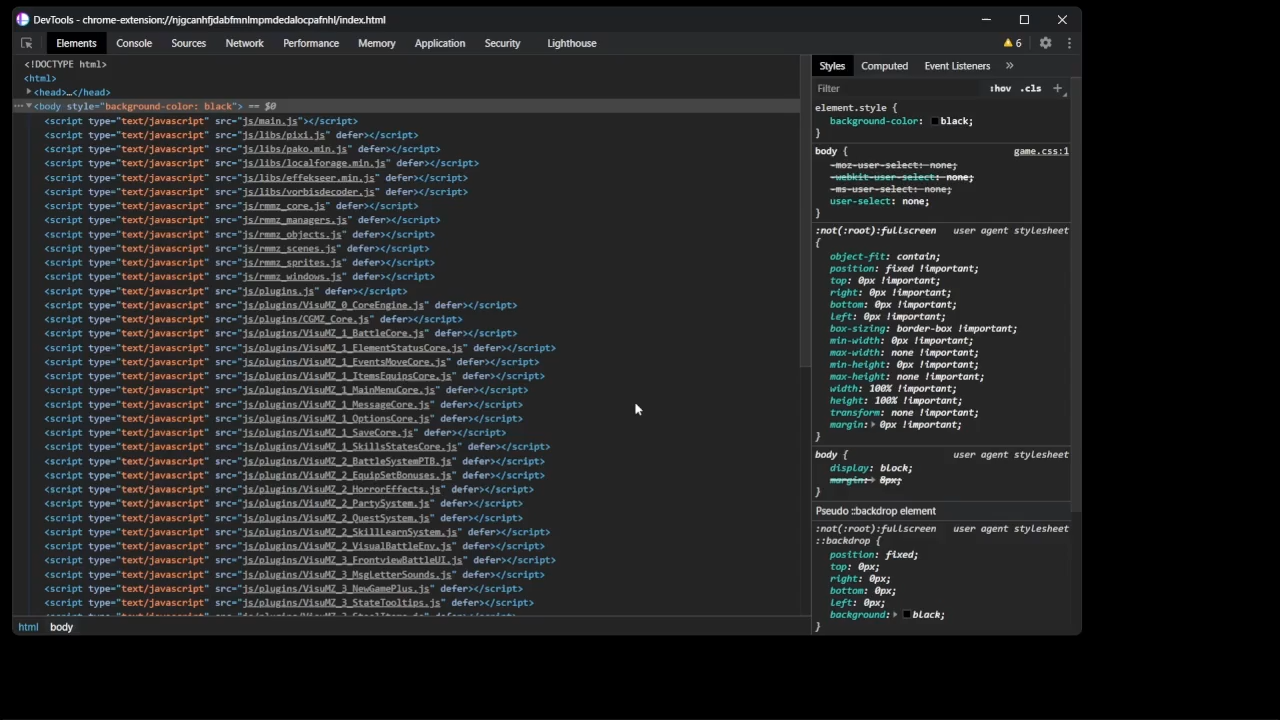 DevTools - chrome-extension://njgcanhfjdabfmnlmpmdedalocpafnhl/index.html
Elements Console Sources Network Performance Memory Application Security Lighthouse 6
<!DOCTYPE html>
<html>
<head>…</head>
<body style="background-color: black"> == $0
<script type="text/javascript" src="js/main.js"></script>
<script type="text/javascript" src="js/libs/pixi.js" defer></script>
<script type="text/javascript" src="js/libs/pako.min.js" defer></script>
<script type="text/javascript" src="js/libs/localforage.min.js" defer></script>
<script type="text/javascript" src="js/libs/effekseer.min.js" defer></script>
<script type="text/javascript" src="js/libs/vorbisdecoder.js" defer></script>
<script type="text/javascript" src="js/rmmz_core.js" defer></script>
<script type="text/javascript" src="js/rmmz_managers.js" defer></script>
<script type="text/javascript" src="js/rmmz_objects.js" defer></script>
<script type="text/javascript" src="js/rmmz_scenes.js" defer></script>
<script type="text/javascript" src="js/rmmz_sprites.js" defer></script>
<script type="text/javascript" src="js/rmmz_windows.js" defer></script>
<script type="text/javascript" src="js/plugins.js" defer></script>
<script type="text/javascript" src="js/plugins/VisuMZ_0_CoreEngine.js" defer></script>
<script type="text/javascript" src="js/plugins/CGMZ_Core.js" defer></script>
<script type="text/javascript" src="js/plugins/VisuMZ_1_BattleCore.js" defer></script>
<script type="text/javascript" src="js/plugins/VisuMZ_1_ElementStatusCore.js" defer></script>
<script type="text/javascript" src="js/plugins/VisuMZ_1_EventsMoveCore.js" defer></script>
<script type="text/javascript" src="js/plugins/VisuMZ_1_ItemsEquipsCore.js" defer></script>
<script type="text/javascript" src="js/plugins/VisuMZ_1_MainMenuCore.js" defer></script>
<script type="text/javascript" src="js/plugins/VisuMZ_1_MessageCore.js" defer></script>
<script type="text/javascript" src="js/plugins/VisuMZ_1_OptionsCore.js" defer></script>
<script type="text/javascript" src="js/plugins/VisuMZ_1_SaveCore.js" defer></script>
<script type="text/javascript" src="js/plugins/VisuMZ_1_SkillsStatesCore.js" defer></script>
<script type="text/javascript" src="js/plugins/VisuMZ_2_BattleSystemPTB.js" defer></script>
<script type="text/javascript" src="js/plugins/VisuMZ_2_EquipSetBonuses.js" defer></script>
<script type="text/javascript" src="js/plugins/VisuMZ_2_HorrorEffects.js" defer></script>
<script type="text/javascript" src="js/plugins/VisuMZ_2_PartySystem.js" defer></script>
<script type="text/javascript" src="js/plugins/VisuMZ_2_QuestSystem.js" defer></script>
<script type="text/javascript" src="js/plugins/VisuMZ_2_SkillLearnSystem.js" defer></script>
<script type="text/javascript" src="js/plugins/VisuMZ_2_VisualBattleEnv.js" defer></script>
<script type="text/javascript" src="js/plugins/VisuMZ_3_FrontviewBattleUI.js" defer></script>
<script type="text/javascript" src="js/plugins/VisuMZ_3_MsgLetterSounds.js" defer></script>
<script type="text/javascript" src="js/plugins/VisuMZ_3_NewGamePlus.js" defer></script>
<script type="text/javascript" src="js/plugins/VisuMZ_3_StateTooltips.js" defer></script>
html body
Styles Computed Event Listeners »
Filter :hov .cls +
element.style {
background-color: black;
}
body { game.css:1
-moz-user-select: none;
-webkit-user-select: none;
-ms-user-select: none;
user-select: none;
}
:not(:root):fullscreen user agent stylesheet
{
object-fit: contain;
position: fixed !important;
top: 0px !important;
right: 0px !important;
bottom: 0px !important;
left: 0px !important;
box-sizing: border-box !important;
min-width: 0px !important;
max-width: none !important;
min-height: 0px !important;
max-height: none !important;
width: 100% !important;
height: 100% !important;
transform: none !important;
margin: 0px !important;
}
body { user agent stylesheet
display: block;
margin: 8px;
}
Pseudo ::backdrop element
:not(:root):fullscreen user agent stylesheet
::backdrop {
position: fixed;
top: 0px;
right: 0px;
bottom: 0px;
left: 0px;
background: black;
}